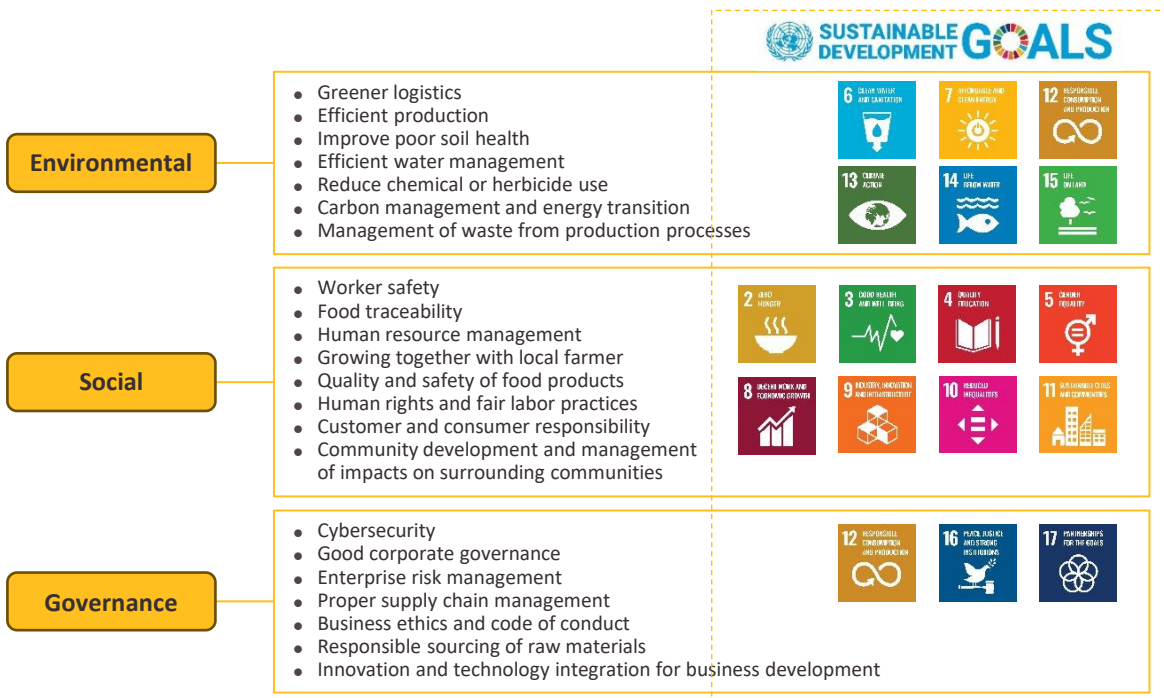 SUSTAINABLE
DEVELOPMENT
GOALS
Environmental
• Greener logistics
• Efficient production
• Improve poor soil health
• Efficient water management
• Reduce chemical or herbicide use
• Carbon management and energy transition
• Management of waste from production processes
6 CLEAN WATER
AND SANITATION
7 AFFORDABLE AND
CLEAN ENERGY
12 RESPONSIBLE
CONSUMPTION
AND PRODUCTION
13 CLIMATE
ACTION
14 LIFE
BELOW WATER
15 LIFE
ON LAND
Social
• Worker safety
• Food traceability
• Human resource management
• Growing together with local farmer
• Quality and safety of food products
• Human rights and fair labor practices
• Customer and consumer responsibility
• Community development and management
of impacts on surrounding communities
2 ZERO
HUNGER
3 GOOD HEALTH
AND WELL-BEING
4 QUALITY
EDUCATION
5 GENDER
EQUALITY
8 DECENT WORK AND
ECONOMIC GROWTH
9 INDUSTRY, INNOVATION
AND INFRASTRUCTURE
10 REDUCED
INEQUALITIES
11 SUSTAINABLE CITIES
AND COMMUNITIES
Governance
• Cybersecurity
• Good corporate governance
• Enterprise risk management
• Proper supply chain management
• Business ethics and code of conduct
• Responsible sourcing of raw materials
• Innovation and technology integration for business development
12 RESPONSIBLE
CONSUMPTION
AND PRODUCTION
16 PEACE, JUSTICE
AND STRONG
INSTITUTIONS
17 PARTNERSHIPS
FOR THE GOALS